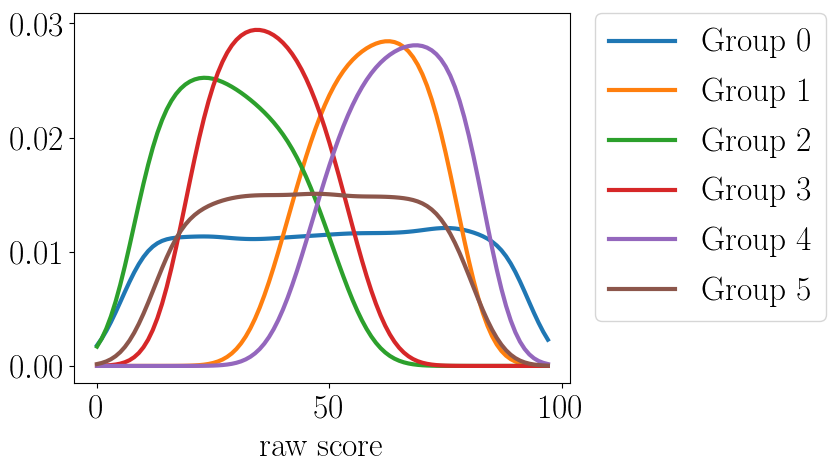 0.03
0.02
0.01
0.00
0
50
100
raw score
Group 0
Group 1
Group 2
Group 3
Group 4
Group 5